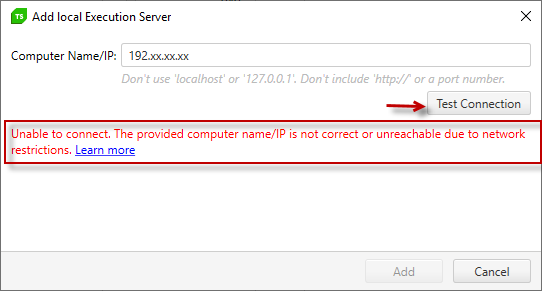 TS Add local Execution Server
Computer Name/IP: 192.xx.xx.xx
Don't use 'localhost' or '127.0.0.1'. Don't include 'http://' or a port number.
Test Connection
Unable to connect. The provided computer name/IP is not correct or unreachable due to network
restrictions. Learn more
Add
Cancel